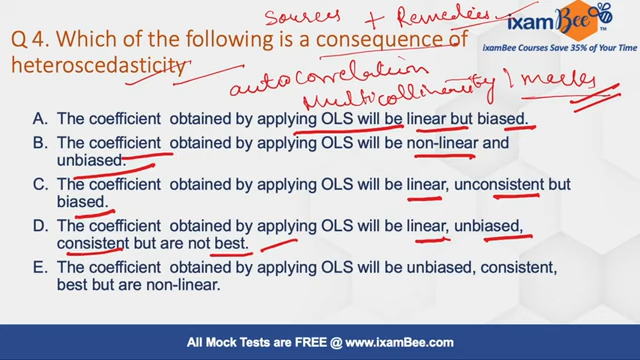 Sources + Remedies
ixamBee
ixamBee Courses Save 35% of Your Time
Q 4. Which of the following is a consequence of
heteroscedasticity
autocorrelation
multicollinearity 1 marks
A. The coefficient obtained by applying OLS will be linear but biased.
B. The coefficient obtained by applying OLS will be non-linear and
unbiased.
C. The coefficient obtained by applying OLS will be linear, unconsistent but
biased.
D. The coefficient obtained by applying OLS will be linear, unbiased,
consistent but are not best.
E. The coefficient obtained by applying OLS will be unbiased, consistent,
best but are non-linear.
All Mock Tests are FREE @ www.ixamBee.com